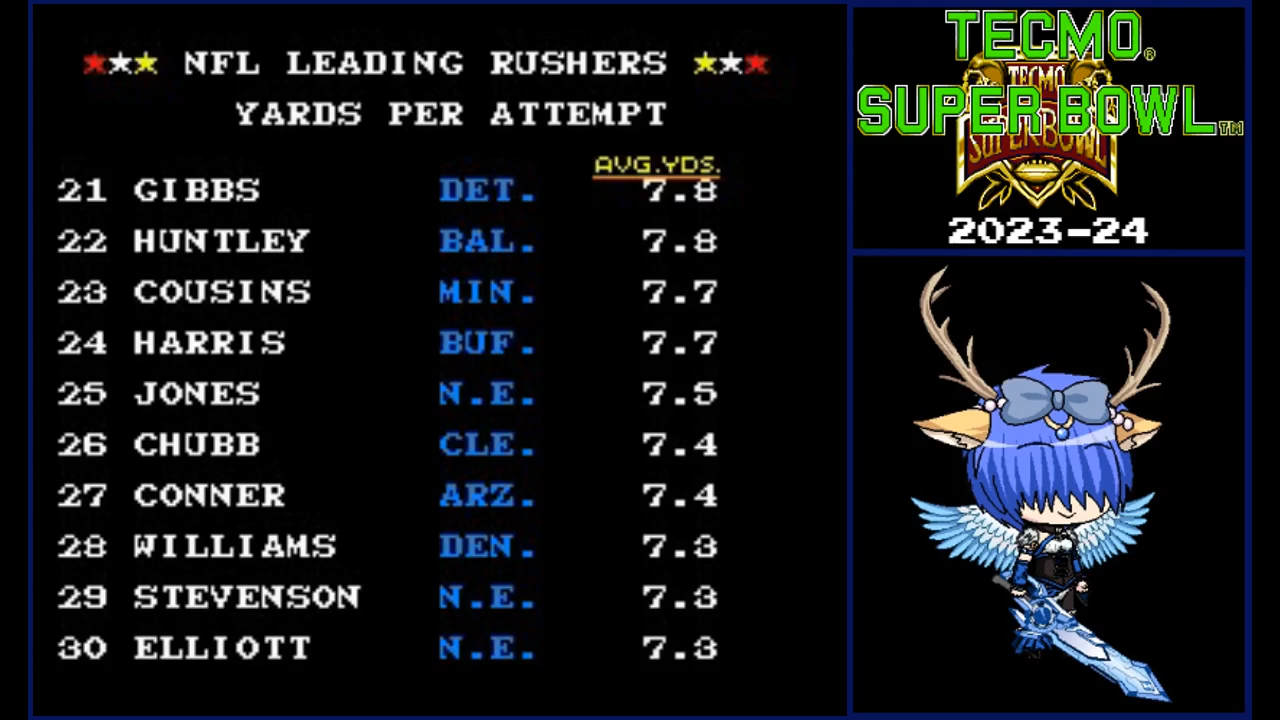 ★★★ NFL LEADING RUSHERS ★★★
YARDS PER ATTEMPT
AVG.YDS.
21 GIBBS DET. 7.8
22 HUNTLEY BAL. 7.8
23 COUSINS MIN. 7.7
24 HARRIS BUF. 7.7
25 JONES N.E. 7.5
26 CHUBB CLE. 7.4
27 CONNER ARZ. 7.4
28 WILLIAMS DEN. 7.3
29 STEVENSON N.E. 7.3
30 ELLIOTT N.E. 7.3
TECMO®
SUPER BOWL™
TECMO
SUPER BOWL
2023-24